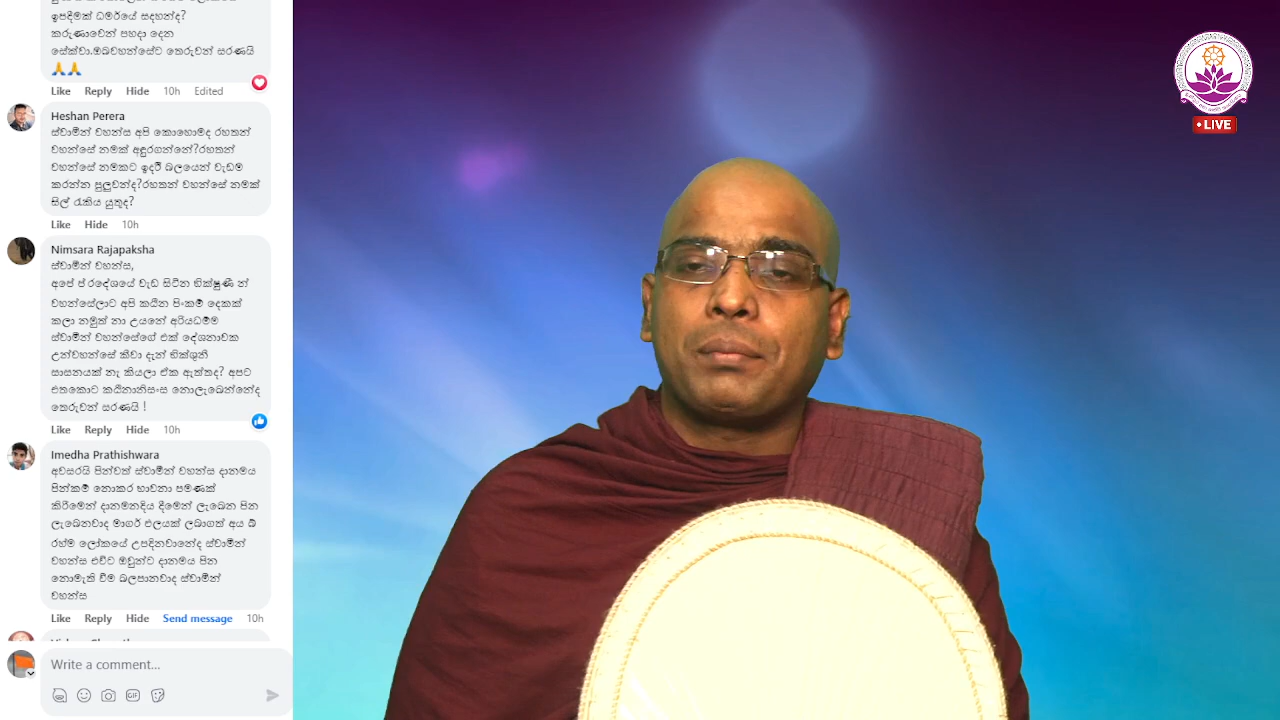 ඉපදීමක් ධර්මයේ සදහන්ද?
කරුණාවෙන් පහදා දෙන
සේක්වා.ඔබවහන්සේට තෙරුවන් සරණයි
🙏🙏
Like Reply Hide 10h Edited
Heshan Perera
ස්වාමීන් වහන්ස අපි කොහොමද රහතන්
වහන්සේ නමක් අඳුරගන්නේ?රහතන්
වහන්සේ නමකට ඉර්දී බලයෙන් වැඩම
කරන්න පුලුවන්ද?රහතන් වහන්සේ නමක්
සිල් රැකිය යුතුද?
Like Hide 10h
Nimsara Rajapaksha
ස්වාමීන් වහන්ස,
අපේ ප්‍රදේශයේ වැඩ සිටින භික්ෂුණී න්
වහන්සේලාට අපි කඨින පිංකම් දෙකක්
කලා නමුත් නා උයනේ අරියධම්ම
ස්වාමීන් වහන්සේගේ එක් දේශනාවක
උන්වහන්සේ කීවා දැන් භික්ශුනී
සාසනයක් නෑ කියලා ඒක ඇත්තද? අපට
එතකොට කඨිනානිසංස නොලැබෙන්නේද
තෙරුවන් සරණයි !
Like Reply Hide 10h
Imedha Prathishwara
අවසරයි පින්වත් ස්වාමීන් වහන්ස දානමය
පින්කම් නොකර භාවනා පමණක්
කිරීමෙන් දානමනදිය දීමෙන් ලැබෙන පින
ලැබෙනවාද මාර්ග ඵලයක් ලබාගත් අය බ්
රහ්ම ලෝකයේ උපදිනවානේද ස්වාමීන්
වහන්ස එවිට ඔවුන්ට දානමය පින
නොමැති වීම බලපානවාද ස්වාමීන්
වහන්ස
Like Reply Hide Send message 10h
Write a comment...
GIF
LIVE